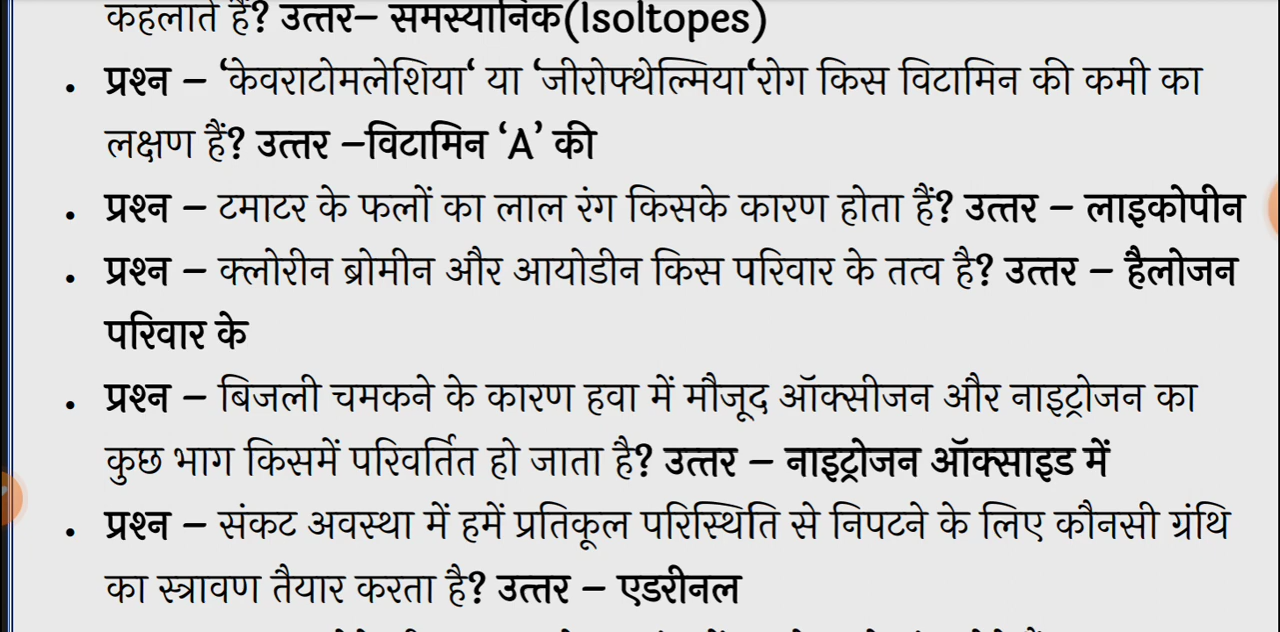 कहलाते हैं? उत्तर– समस्यानिक(Isoltopes)
• प्रश्न – ‘केवराटोमलेशिया‘ या ‘जीरोफ्थेल्मिया‘रोग किस विटामिन की कमी का
लक्षण हैं? उत्तर –विटामिन ‘A’ की
• प्रश्न – टमाटर के फलों का लाल रंग किसके कारण होता हैं? उत्तर – लाइकोपीन
• प्रश्न – क्लोरीन ब्रोमीन और आयोडीन किस परिवार के तत्व है? उत्तर – हैलोजन
परिवार के
• प्रश्न – बिजली चमकने के कारण हवा में मौजूद ऑक्सीजन और नाइट्रोजन का
कुछ भाग किसमें परिवर्तित हो जाता है? उत्तर – नाइट्रोजन ऑक्साइड में
• प्रश्न – संकट अवस्था में हमें प्रतिकूल परिस्थिति से निपटने के लिए कौनसी ग्रंथि
का स्त्रावण तैयार करता है? उत्तर – एडरीनल